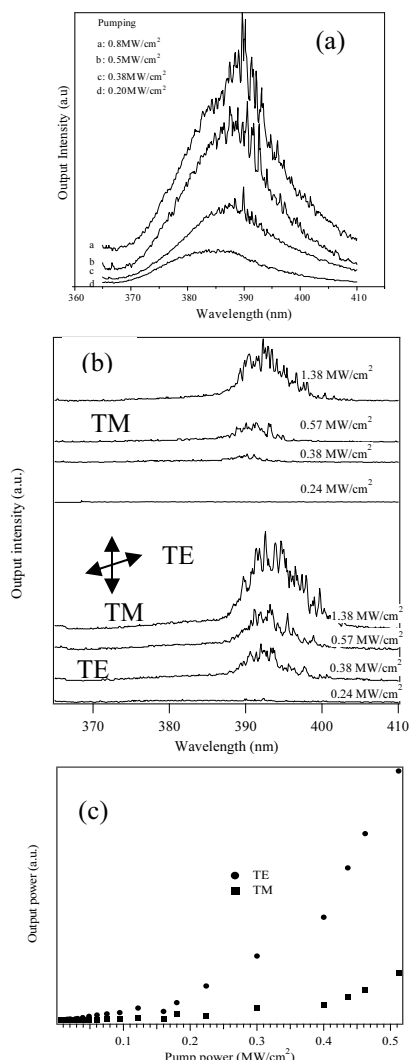 Pumping
a: 0.8MW/cm²
b: 0.5MW/cm²
c: 0.38MW/cm²
d: 0.20MW/cm²
(a)
Output Intensity (a.u)
a
b
c
d
360 370 380 390 400 410
Wavelength (nm)
(b)
1.38 MW/cm²
TM
0.57 MW/cm²
0.38 MW/cm²
0.24 MW/cm²
Output intensity (a.u.)
TE
TM
1.38 MW/cm²
0.57 MW/cm²
TE
0.38 MW/cm²
0.24 MW/cm²
370 380 390 400 410
Wavelength (nm)
(c)
Output power (a.u.)
TE
TM
0.1 0.2 0.3 0.4 0.5
Pump power (MW/cm²)